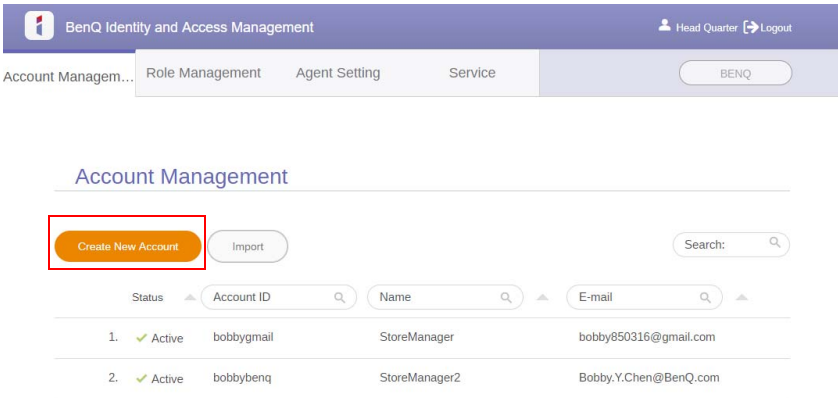 BenQ Identity and Access Management
Head Quarter Logout
Account Managem... Role Management Agent Setting Service BENQ
Account Management
Create New Account Import Search:
Status Account ID Name E-mail
1. Active bobbygmail StoreManager bobby850316@gmail.com
2. Active bobbybenq StoreManager2 Bobby.Y.Chen@BenQ.com